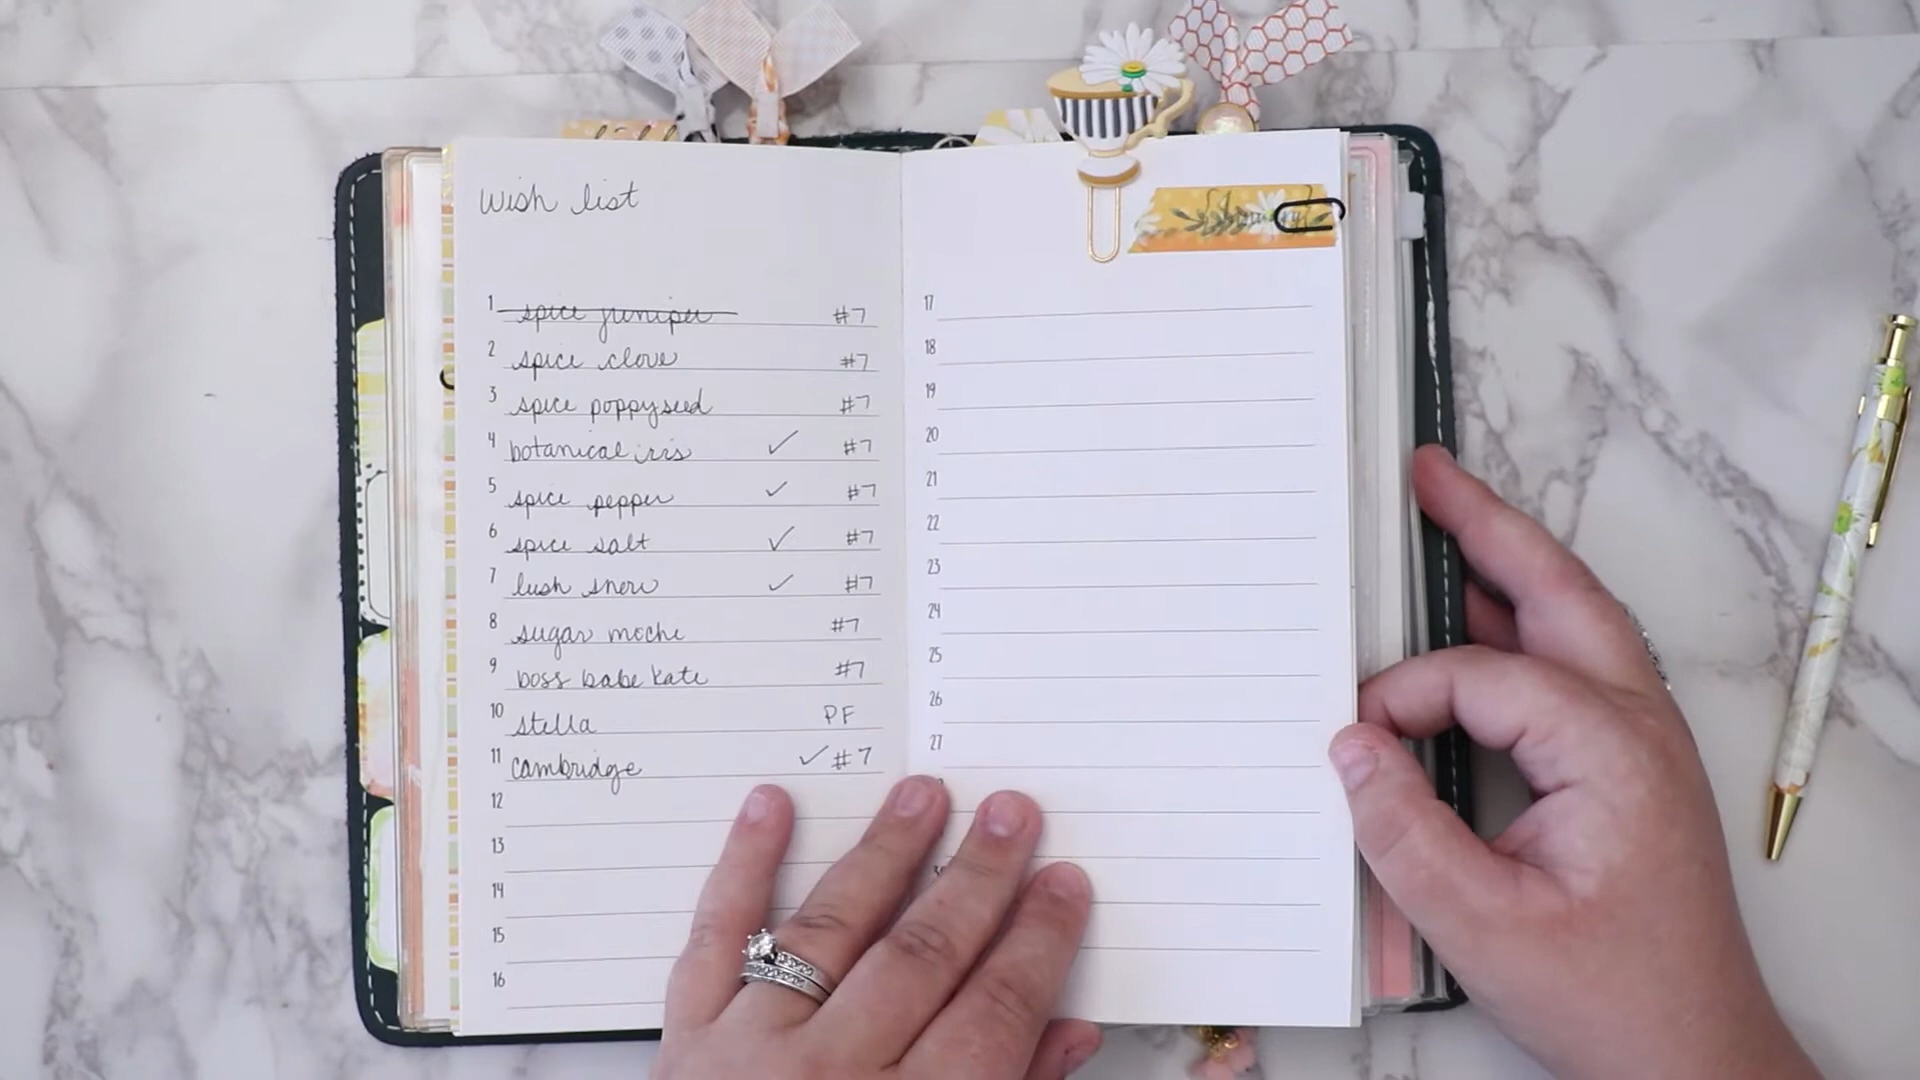 wish list
1 spice juniper #7
2 spice clove #7
3 spice poppyseed #7
4 botanical iris ✓ #7
5 spice pepper ✓ #7
6 spice salt ✓ #7
7 lush snow ✓ #7
8 sugar mochi #7
9 boss babe kate #7
10 stella PF
11 cambridge ✓ #7
12
13
14
15
16
17
18
19
20
21
22
23
24
25
26
27